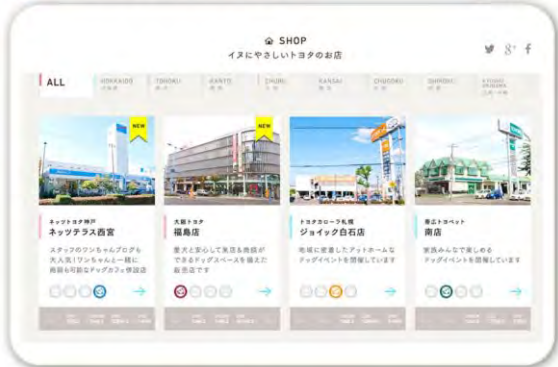 SHOP
イヌにやさしいトヨタのお店
ALL
HOKKAIDO
TOHOKU
KANTO
CHUBU
KANSAI
CHUGOKU
SHIKOKU
KYUSHU
OKINAWA
NEW
NEW
ネッツトヨタ神戸
ネッツテラス西宮
スタッフのワンちゃんブログも
大人気!ワンちゃんと一緒に
商談も可能なドッグカフェ併設店
大阪トヨタ
福島店
愛犬と安心して来店&商談が
できるドッグスペースを備えた
販売店です
トヨタカローラ札幌
ジョイック白石店
地域に密着したアットホームな
ドッグイベントを開催しています
帯広トヨペット
南店
家族みんなで楽しめる
ドッグイベントを開催しています